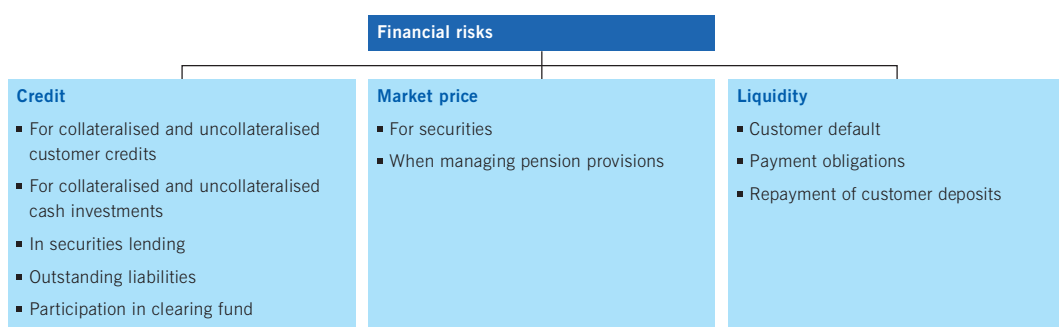 Financial risks
Credit
▪ For collateralised and uncollateralised
customer credits
▪ For collateralised and uncollateralised
cash investments
▪ In securities lending
▪ Outstanding liabilities
▪ Participation in clearing fund
Market price
▪ For securities
▪ When managing pension provisions
Liquidity
▪ Customer default
▪ Payment obligations
▪ Repayment of customer deposits